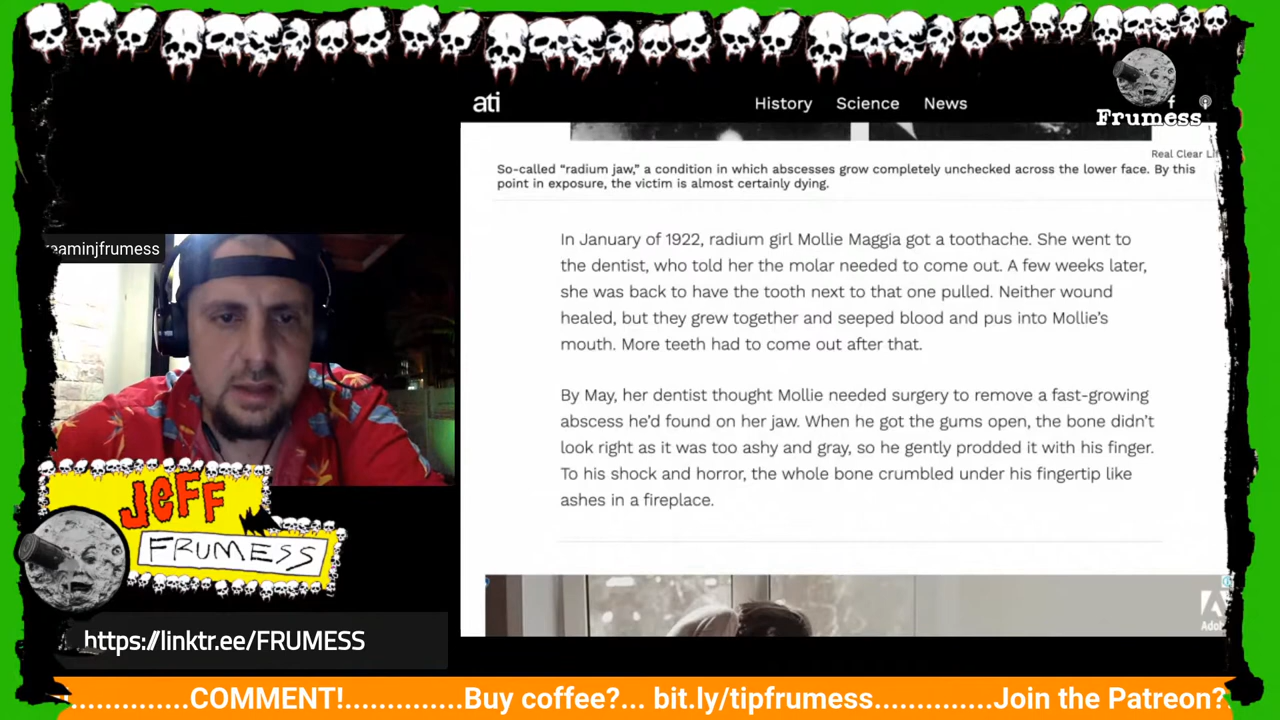 ati
History Science News
Frumess
Real Clear Li
So-called “radium jaw,” a condition in which abscesses grow completely unchecked across the lower face. By this
point in exposure, the victim is almost certainly dying.
eaminjfrumess
In January of 1922, radium girl Mollie Maggia got a toothache. She went to
the dentist, who told her the molar needed to come out. A few weeks later,
she was back to have the tooth next to that one pulled. Neither wound
healed, but they grew together and seeped blood and pus into Mollie’s
mouth. More teeth had to come out after that.
By May, her dentist thought Mollie needed surgery to remove a fast-growing
abscess he’d found on her jaw. When he got the gums open, the bone didn’t
look right as it was too ashy and gray, so he gently prodded it with his finger.
To his shock and horror, the whole bone crumbled under his fingertip like
ashes in a fireplace.
JEFF
FRUMESS
Adob
https://linktr.ee/FRUMESS
..............COMMENT!..............Buy coffee?... bit.ly/tipfrumess..............Join the Patreon?